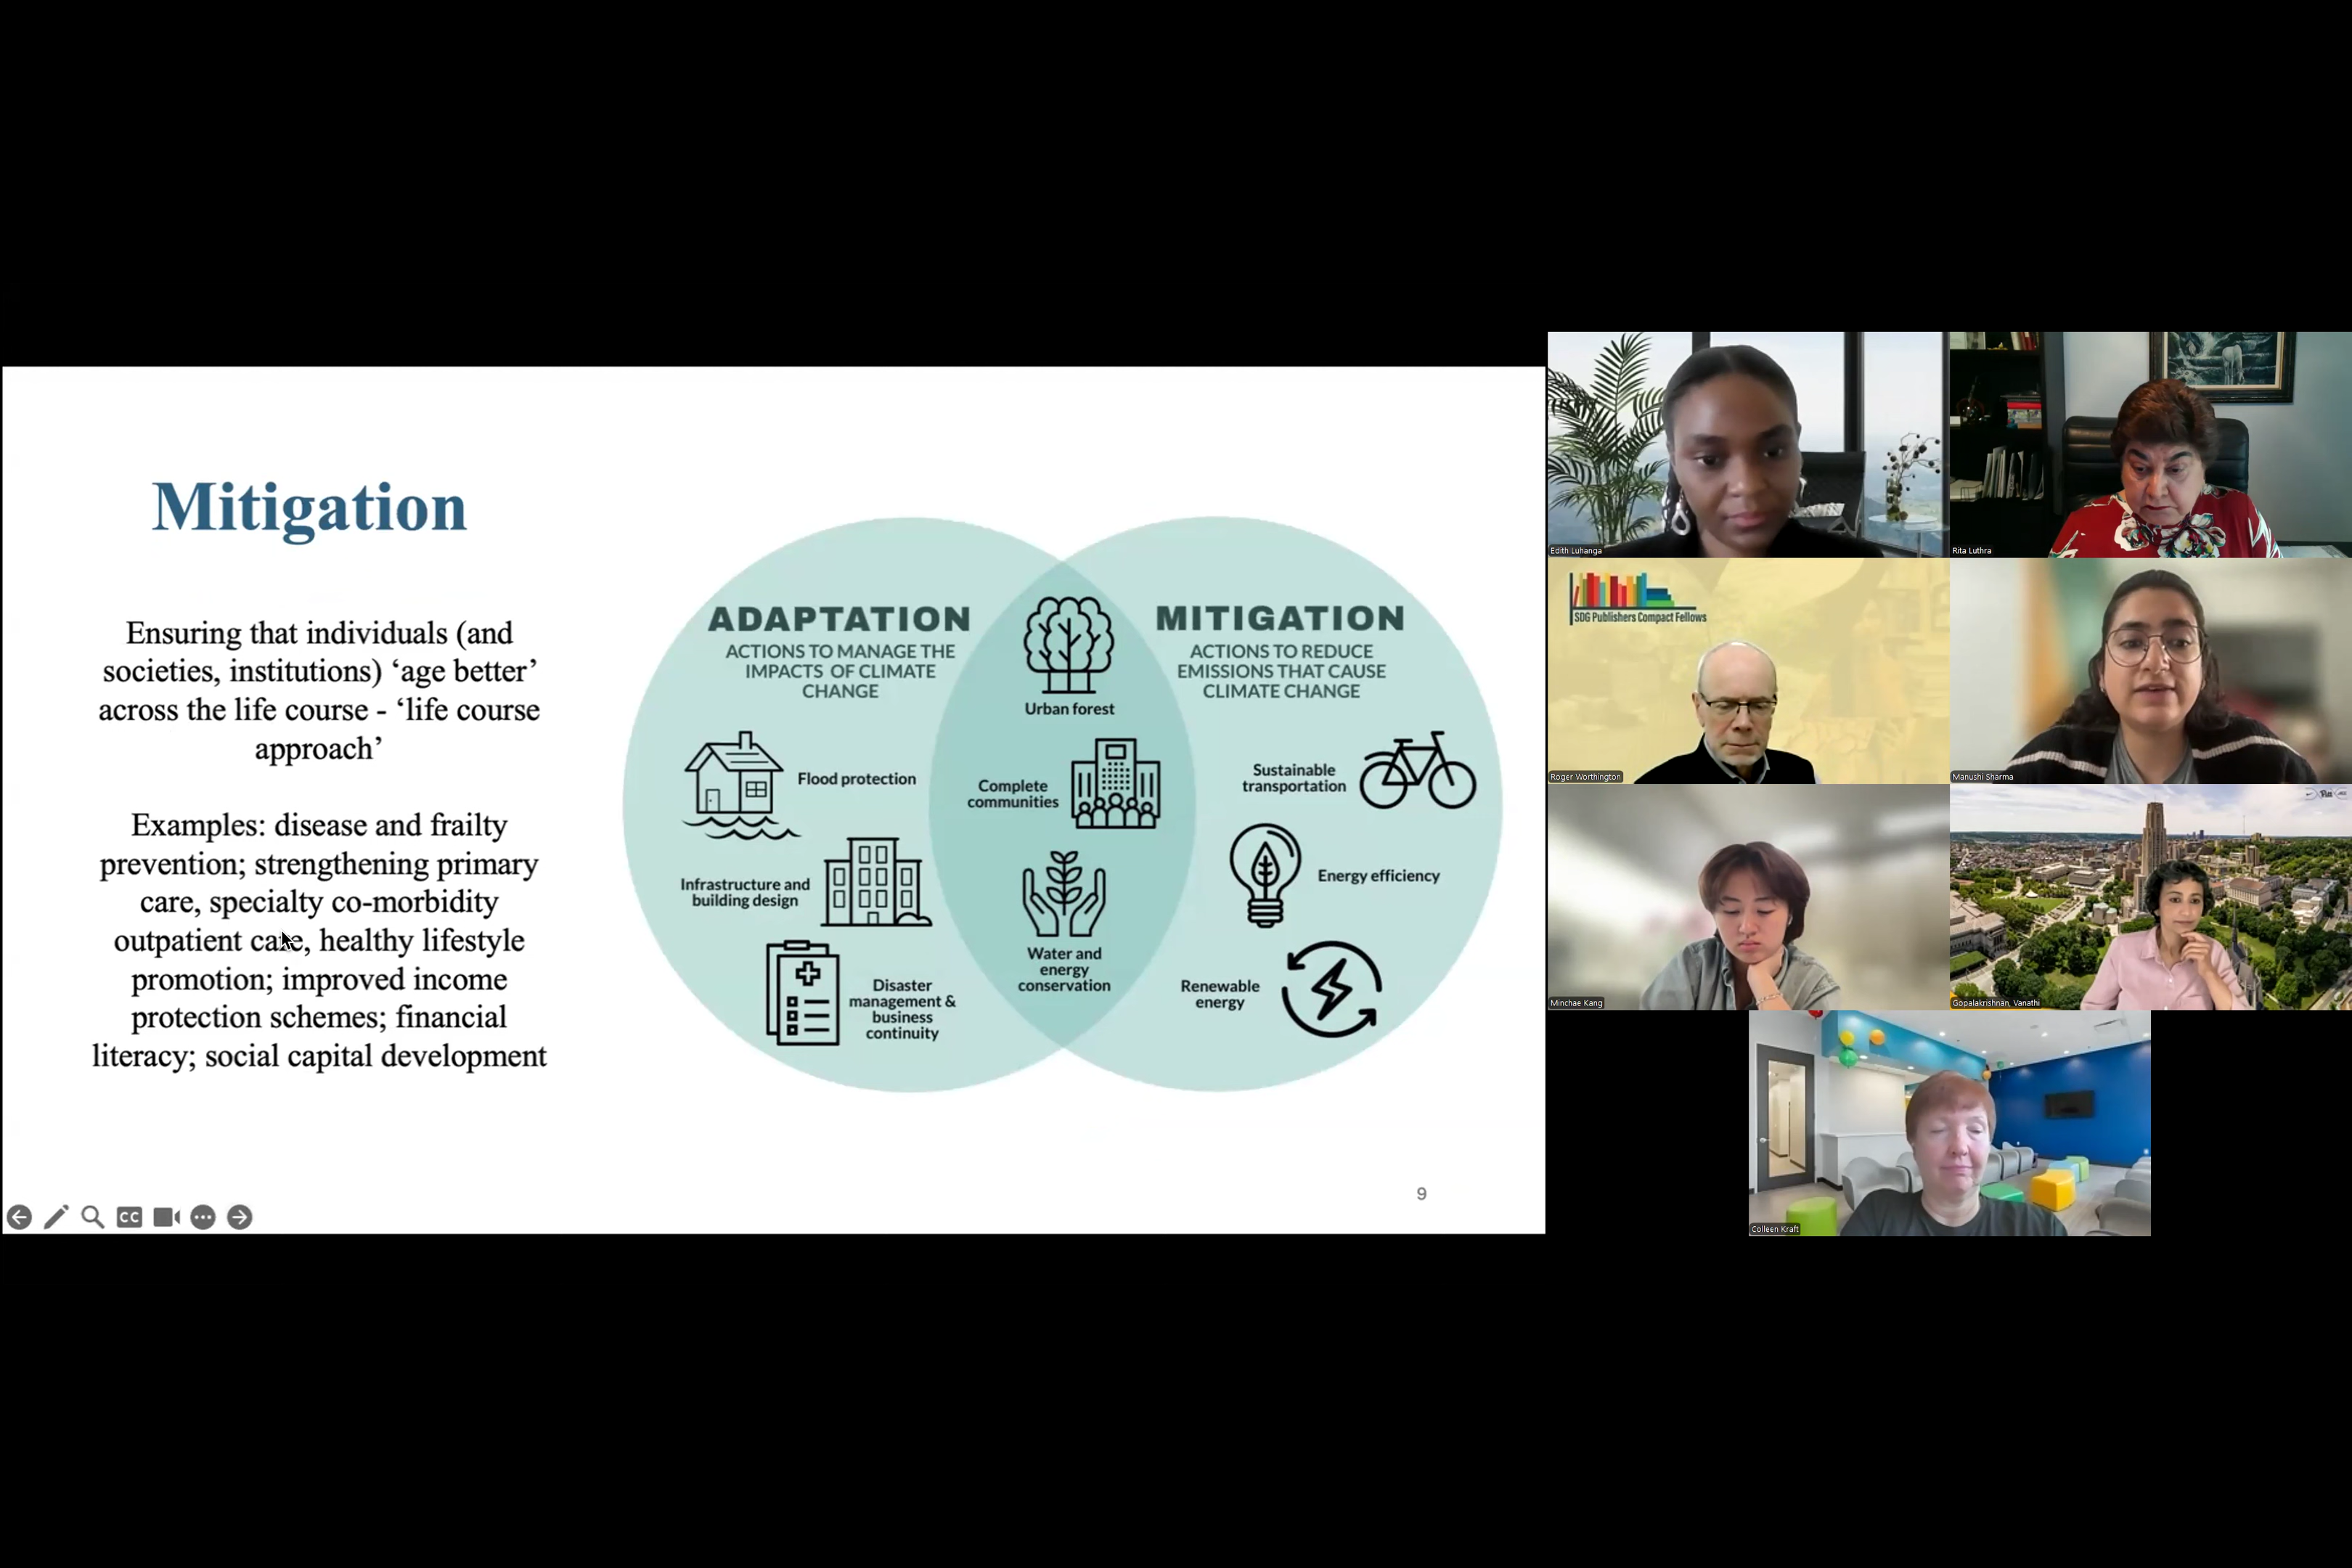 Mitigation
Ensuring that individuals (and
societies, institutions) ‘age better’
across the life course - ‘life course
approach’
Examples: disease and frailty
prevention; strengthening primary
care, specialty co-morbidity
outpatient care, healthy lifestyle
promotion; improved income
protection schemes; financial
literacy; social capital development
ADAPTATION
ACTIONS TO MANAGE THE
IMPACTS OF CLIMATE
CHANGE
Flood protection
Infrastructure and
building design
Disaster
management &
business
continuity
Urban forest
Complete
communities
Water and
energy
conservation
MITIGATION
ACTIONS TO REDUCE
EMISSIONS THAT CAUSE
CLIMATE CHANGE
Sustainable
transportation
Energy efficiency
Renewable
energy
9
CC
Edith Luhanga
Rita Luthra
SDG Publishers Compact Fellows
Roger Worthington
Manushi Sharma
Minchae Kang
Gopalakrishnan, Vanathi
Colleen Kraft